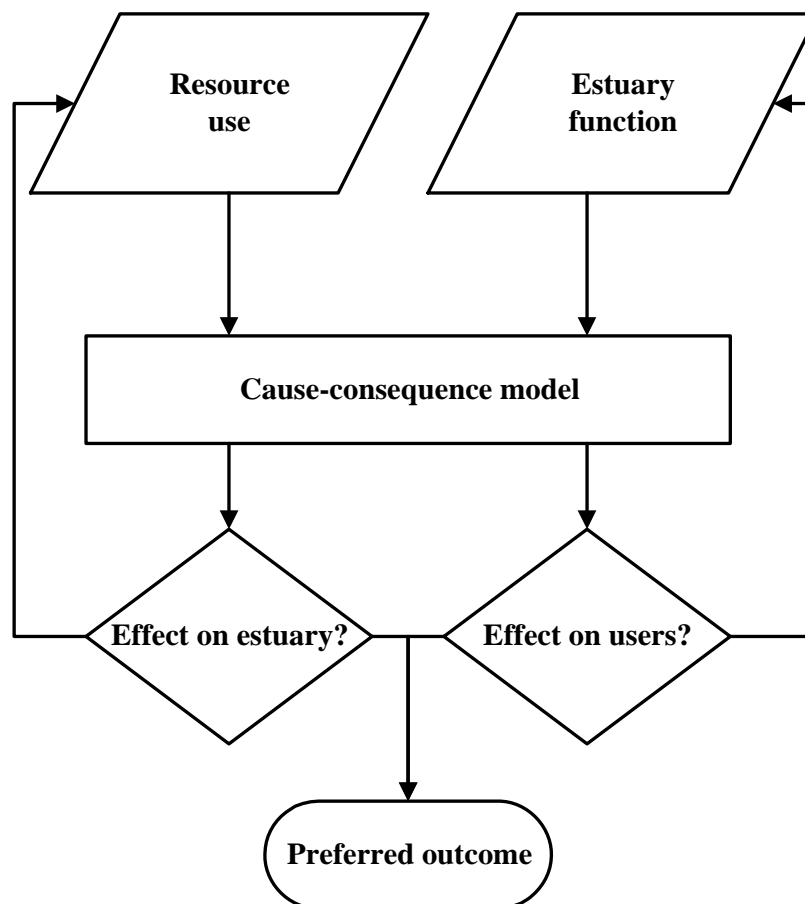 Resource
use
Estuary
function
Cause-consequence model
Effect on estuary?
Effect on users?
Preferred outcome